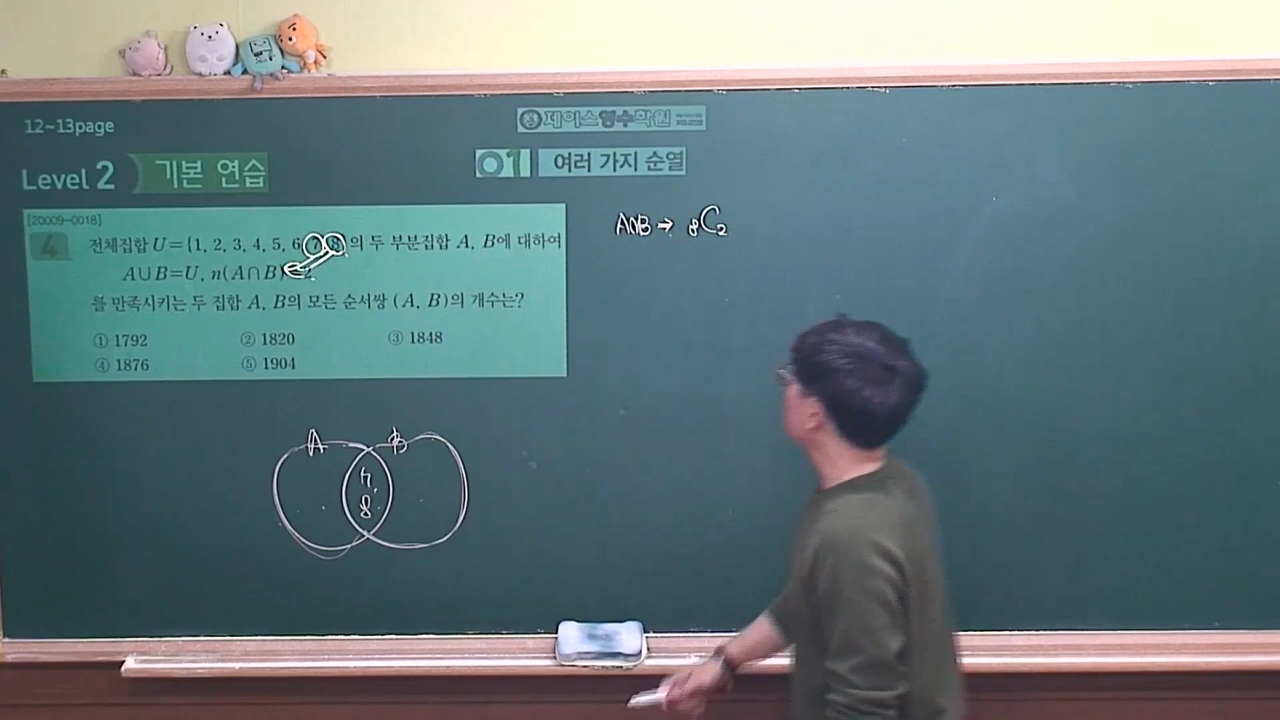 12~13page
제이스영수학원
Level 2 기본 연습
01 여러 가지 순열
[20009-0018]
4 전체집합 U={1, 2, 3, 4, 5, 6, 7, 8}의 두 부분집합 A, B에 대하여
A∪B=U, n(A∩B)=2
를 만족시키는 두 집합 A, B의 모든 순서쌍 (A, B)의 개수는?
① 1792 ② 1820 ③ 1848
④ 1876 ⑤ 1904
A∩B → ₈C₂
A B
7.
8